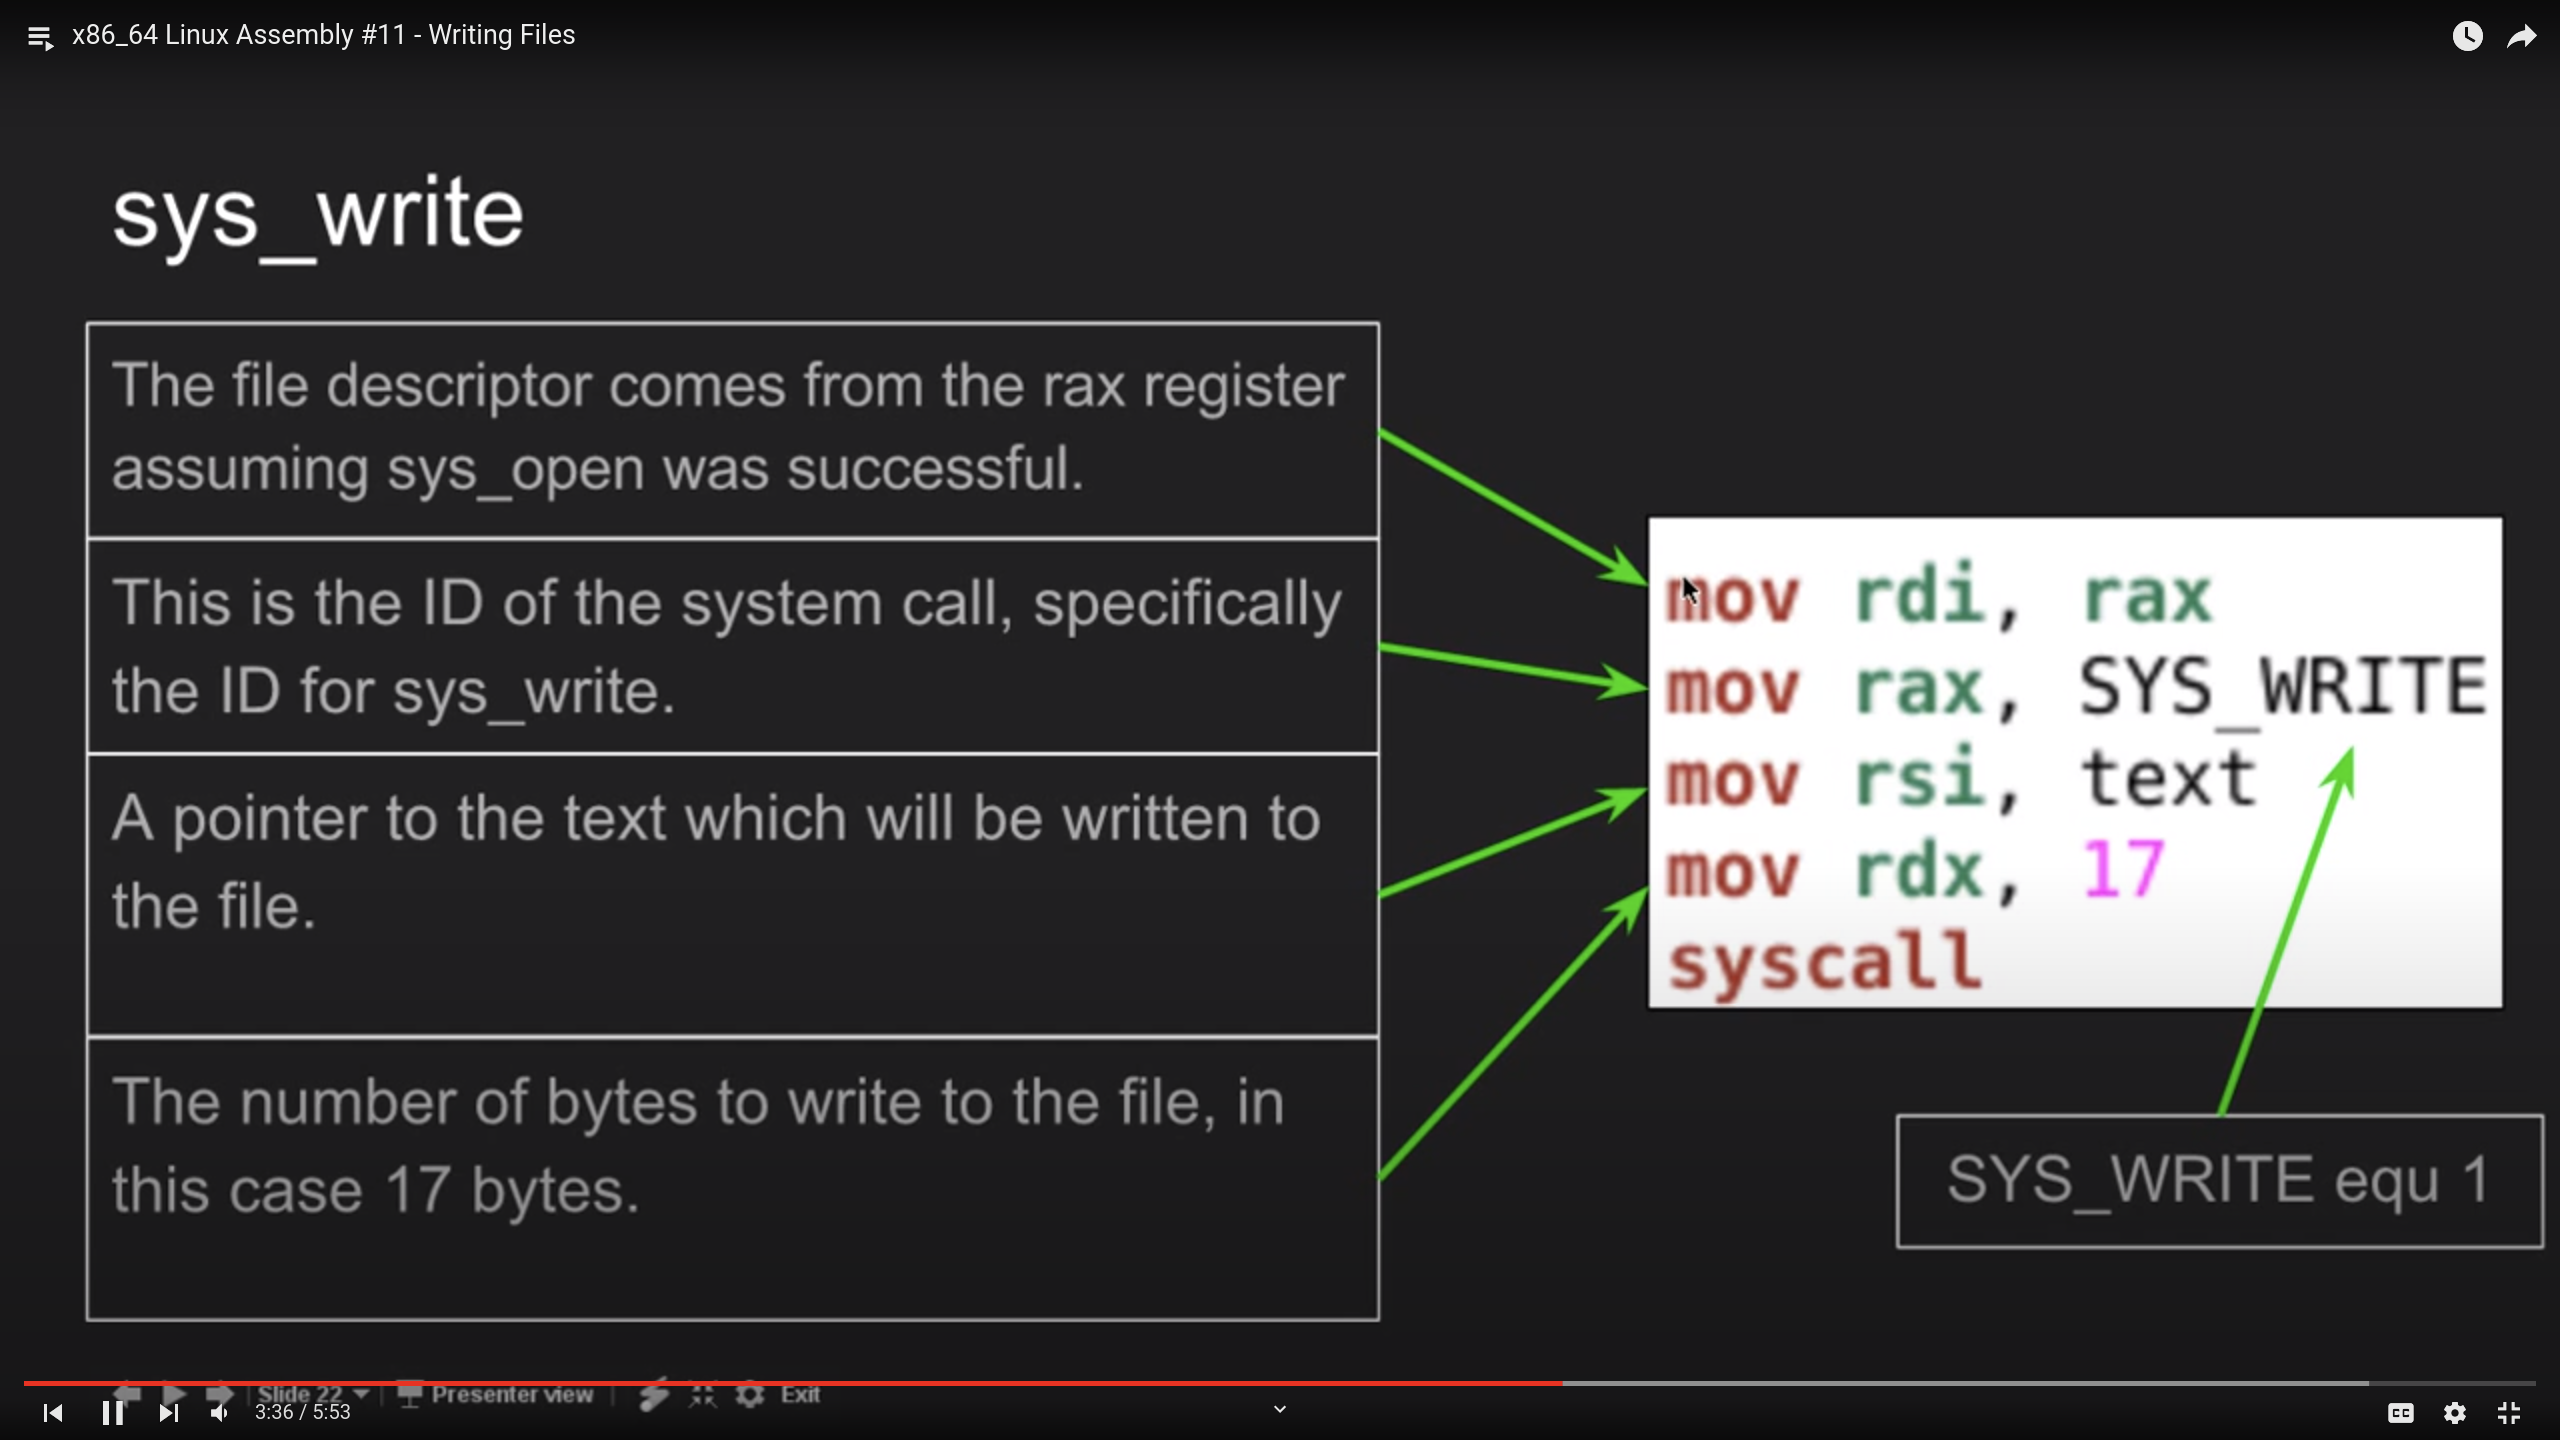 x86_64 Linux Assembly #11 - Writing Files
sys_write
The file descriptor comes from the rax register
assuming sys_open was successful.
This is the ID of the system call, specifically
the ID for sys_write.
A pointer to the text which will be written to
the file.
The number of bytes to write to the file, in
this case 17 bytes.
mov rdi, rax
mov rax, SYS_WRITE
mov rsi, text
mov rdx, 17
syscall
SYS_WRITE equ 1
Slide 22 Presenter view Exit
3:36 / 5:53
CC